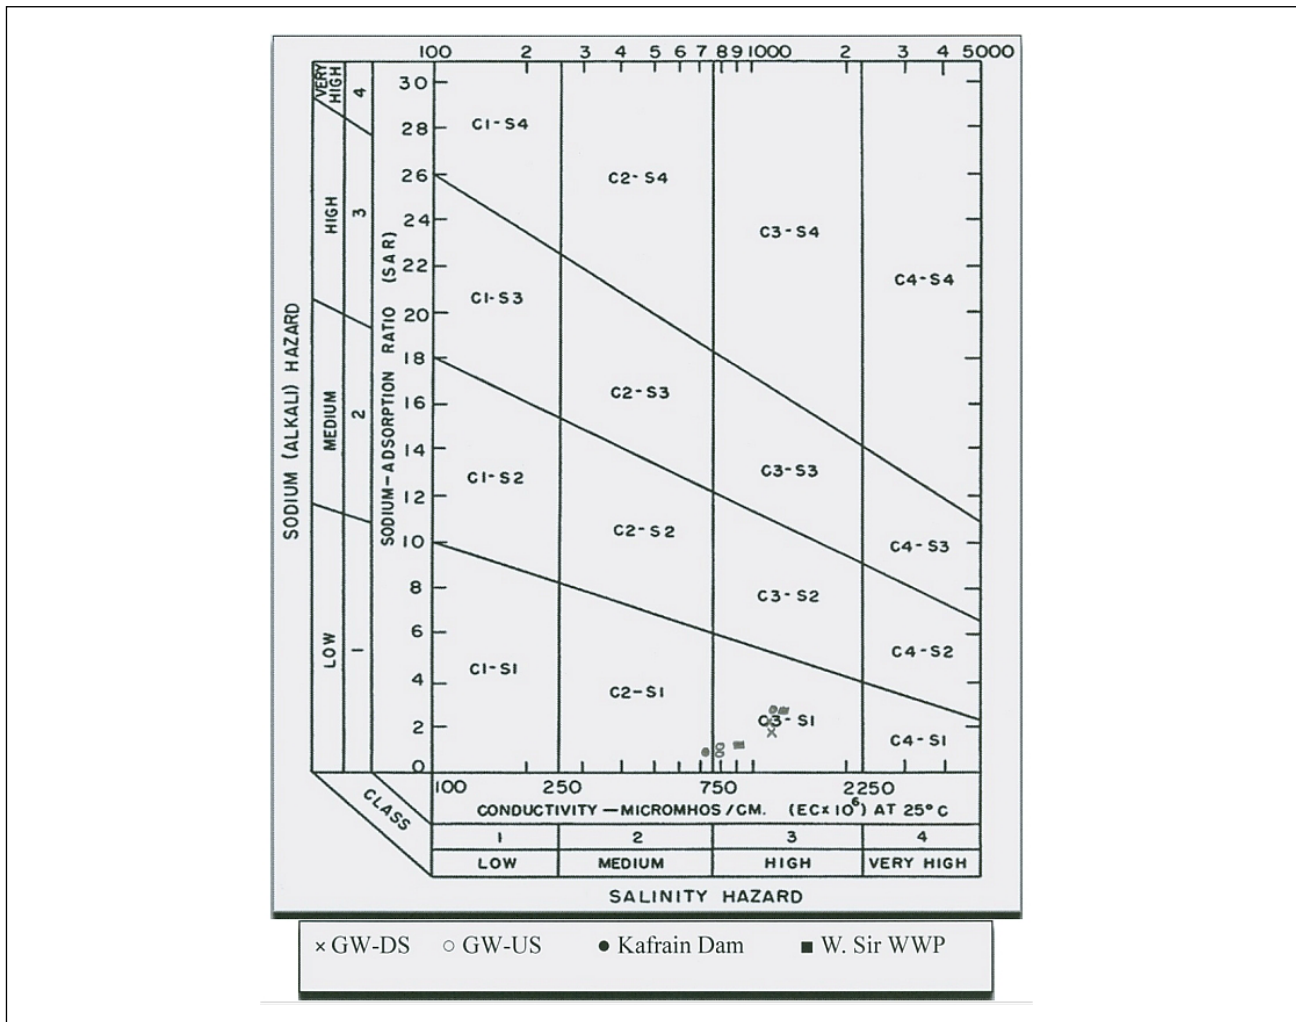 100 2 3 4 5 6 7 8 9 1000 2 3 4 5000
VERY HIGH 4
HIGH 3
MEDIUM 2
LOW 1
SODIUM (ALKALI) HAZARD
SODIUM-ADSORPTION RATIO (SAR)
30
28
26
24
22
20
18
16
14
12
10
8
6
4
2
0
C1-S4
C2-S4
C3-S4
C4-S4
C1-S3
C2-S3
C3-S3
C4-S3
C1-S2
C2-S2
C3-S2
C4-S2
C1-S1
C2-S1
C3-S1
C4-S1
100 250 750 2250
CLASS
CONDUCTIVITY — MICROMHOS/CM. (EC×10⁶) AT 25° C
1 2 3 4
LOW MEDIUM HIGH VERY HIGH
SALINITY HAZARD
× GW-DS ○ GW-US ● Kafrain Dam ■ W. Sir WWP